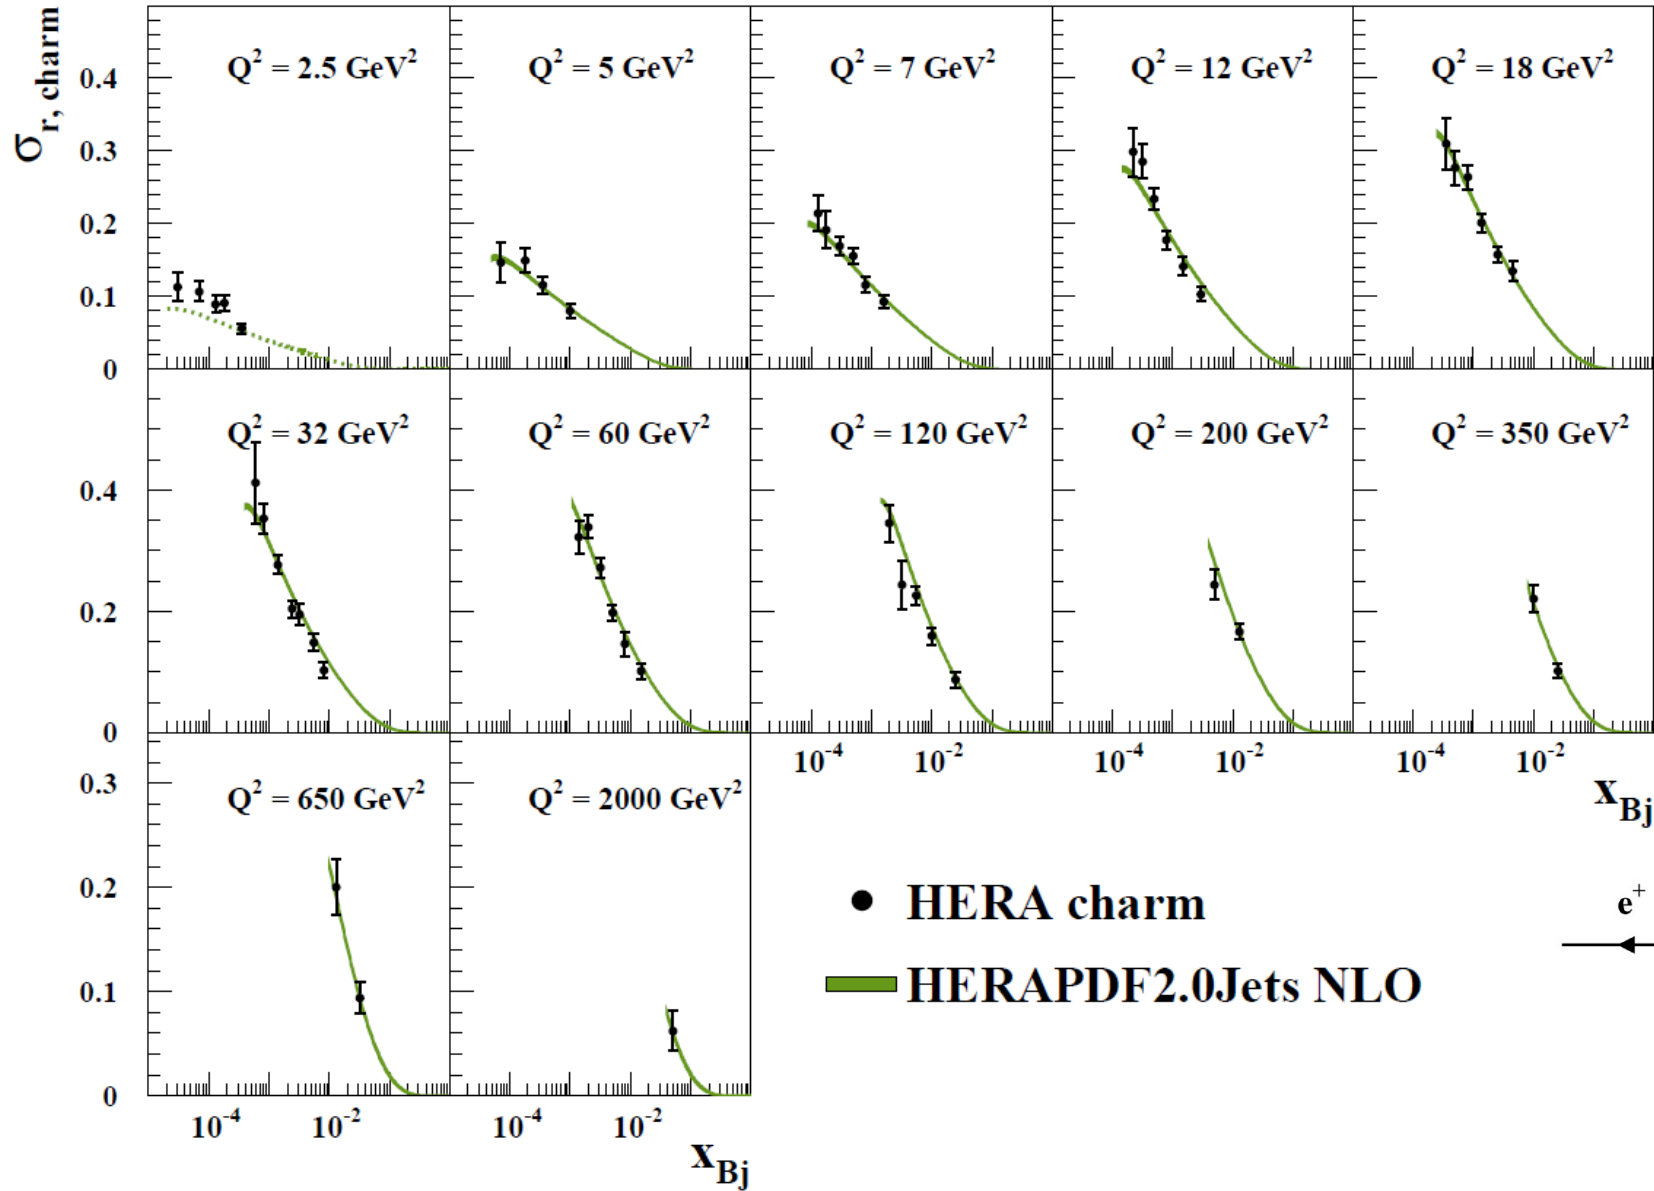 σr, charm
Q² = 2.5 GeV²
Q² = 5 GeV²
Q² = 7 GeV²
Q² = 12 GeV²
Q² = 18 GeV²
0.4
0.3
0.2
0.1
0
Q² = 32 GeV²
Q² = 60 GeV²
Q² = 120 GeV²
Q² = 200 GeV²
Q² = 350 GeV²
0.4
0.2
0
10⁻⁴ 10⁻² 10⁻⁴ 10⁻² 10⁻⁴ 10⁻²
xBj
Q² = 650 GeV²
Q² = 2000 GeV²
0.3
0.2
0.1
0
10⁻⁴ 10⁻² 10⁻⁴ 10⁻²
xBj
HERA charm
HERAPDF2.0Jets NLO
e⁺